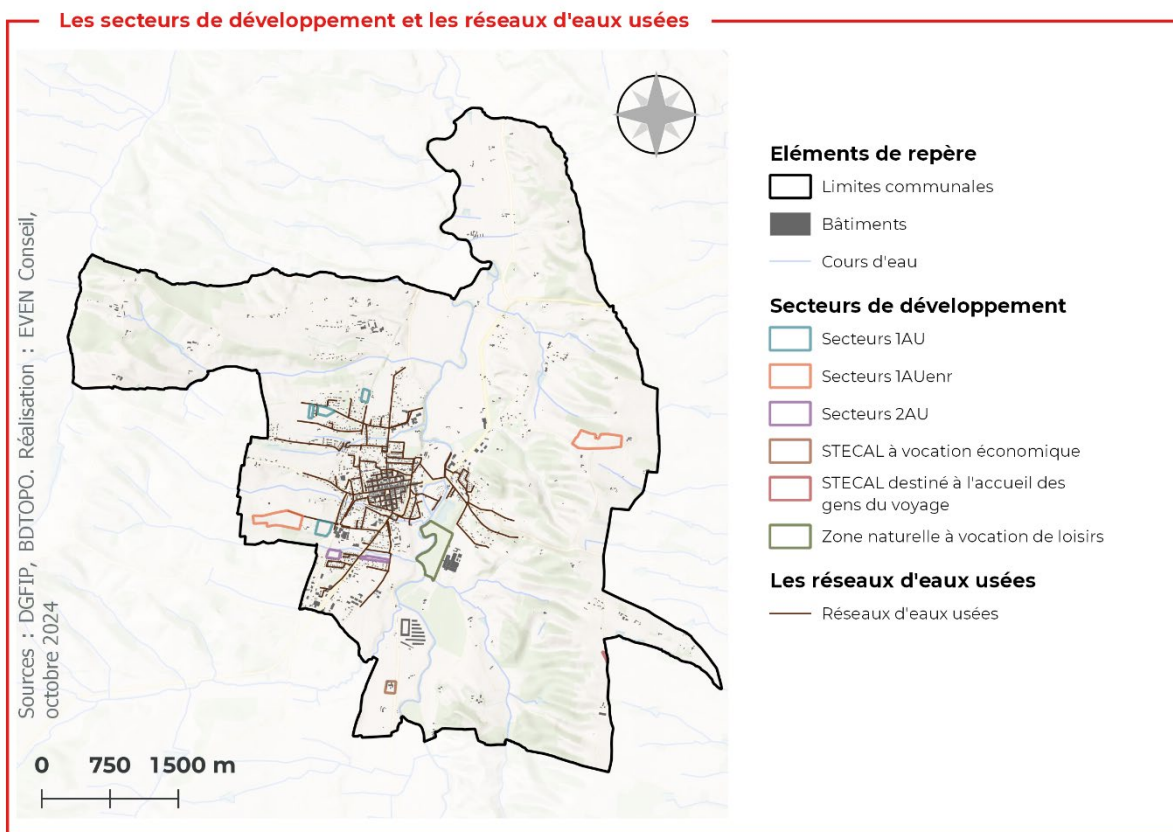 Les secteurs de développement et les réseaux d'eaux usées
Sources : DGFIP, BDTOPO. Réalisation : EVEN Conseil,
octobre 2024
0 750 1500 m
Eléments de repère
Limites communales
Bâtiments
Cours d'eau
Secteurs de développement
Secteurs 1AU
Secteurs 1AUenr
Secteurs 2AU
STECAL à vocation économique
STECAL destiné à l'accueil des
gens du voyage
Zone naturelle à vocation de loisirs
Les réseaux d'eaux usées
Réseaux d'eaux usées